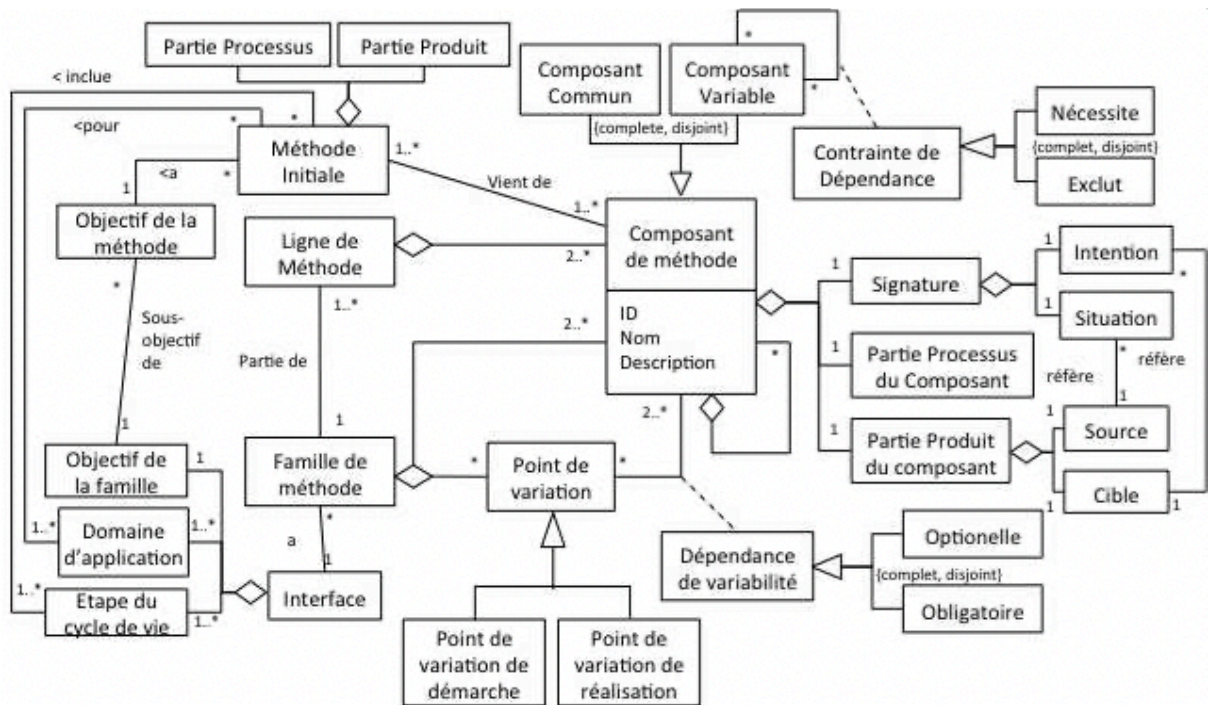 Partie Processus
Partie Produit
< inclue
<pour
*
*
Méthode
Initiale
1..*
<a
*
1
Objectif de la
méthode
*
Sous-
objectif
de
1
Objectif de
la famille
1
1..*
Domaine
d'application
1..*
1..*
Etape du
cycle de vie
1..*
Interface
Vient de
1..*
Ligne de
Méthode
2..*
1..*
Partie de
1
Famille de
méthode
*
a
1
*
Point de
variation
*
2..*
2..*
Point de
variation de
démarche
Point de
variation de
réalisation
Composant
Commun
Composant
Variable
*
*
{complete, disjoint}
Composant
de méthode
ID
Nom
Description
*
Contrainte de
Dépendance
Nécessite
{complet, disjoint}
Exclut
1
Signature
1
Intention
*
1
Situation
*
réfère
réfère
1
Partie Processus
du Composant
1
Partie Produit
du composant
1
1
Source
1
Cible
1
Dépendance
de variabilité
Optionelle
{complet, disjoint}
Obligatoire